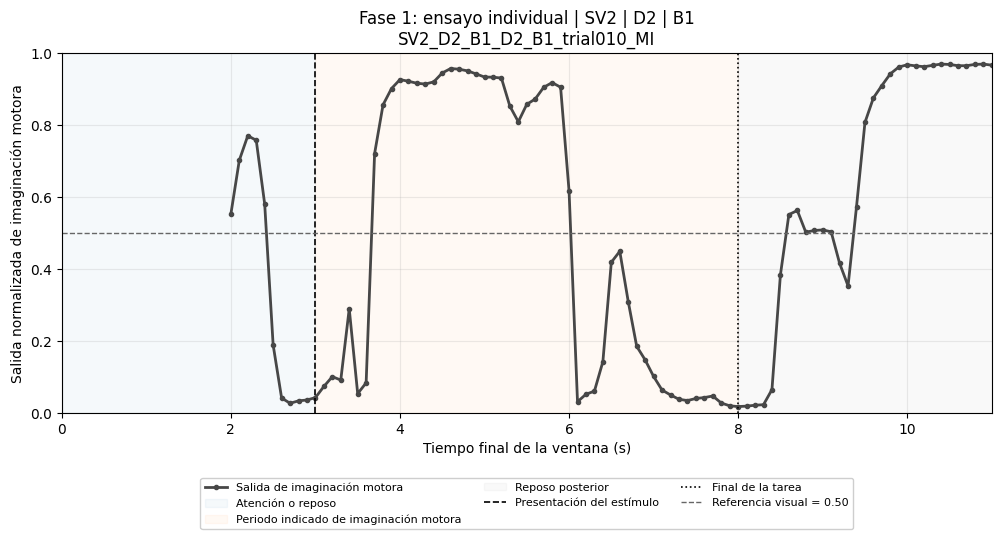 Fase 1: ensayo individual | SV2 | D2 | B1
SV2_D2_B1_D2_B1_trial010_MI
Salida normalizada de imaginación motora
1.0
0.8
0.6
0.4
0.2
0.0
0 2 4 6 8 10
Tiempo final de la ventana (s)
Salida de imaginación motora
Atención o reposo
Periodo indicado de imaginación motora
Reposo posterior
Presentación del estímulo
Final de la tarea
Referencia visual = 0.50